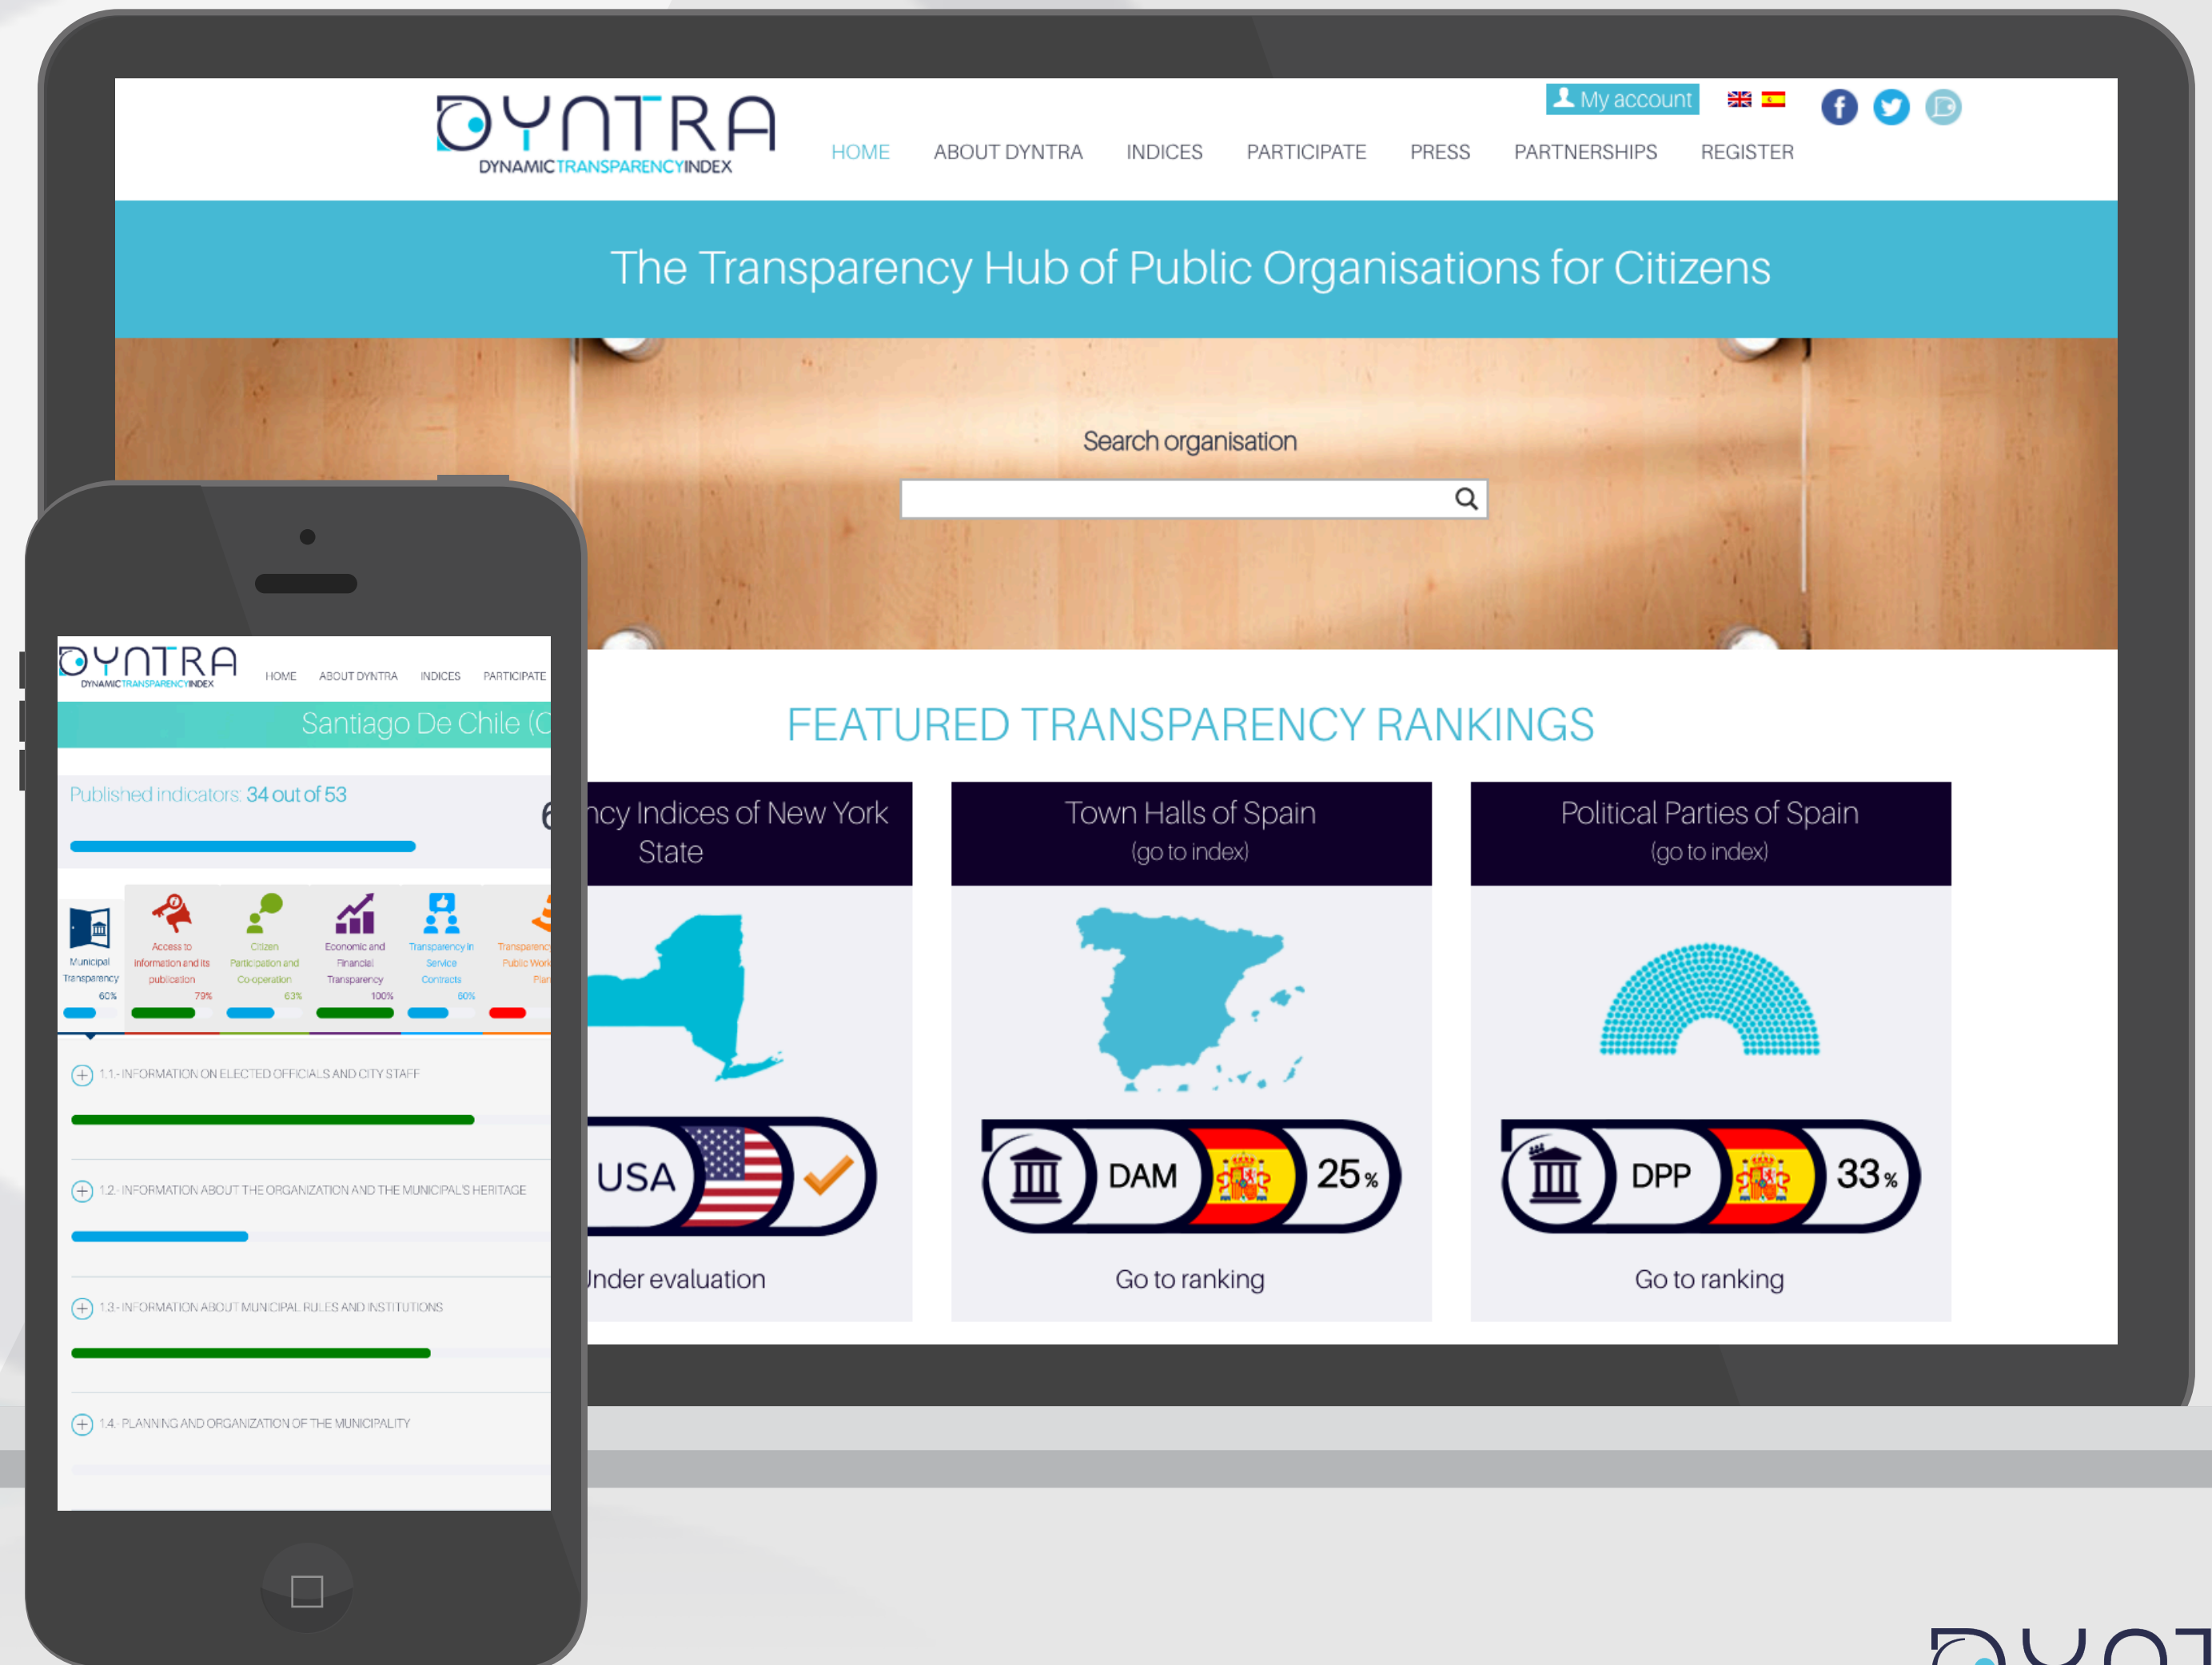 DYNTRA
DYNAMICTRANSPARENCYINDEX
My account
HOME ABOUT DYNTRA INDICES PARTICIPATE PRESS PARTNERSHIPS REGISTER
The Transparency Hub of Public Organisations for Citizens
Search organisation
FEATURED TRANSPARENCY RANKINGS
Indices of New York
State
USA
evaluation
Town Halls of Spain
(go to index)
DAM 25%
Go to ranking
Political Parties of Spain
(go to index)
DPP 33%
Go to ranking
DYNTRA
DYNAMICTRANSPARENCYINDEX
HOME ABOUT DYNTRA INDICES PARTICIPATE
Santiago De Chile (C
Published indicators: 34 out of 53
Municipal
Transparency
60%
Access to
Information and its
publication
79%
Citizen
Participation and
Co-operation
63%
Economic and
Financial
Transparency
100%
Transparency in
Service
Contracts
60%
Transparency
Public
1.1.- INFORMATION ON ELECTED OFFICIALS AND CITY STAFF
1.2.- INFORMATION ABOUT THE ORGANIZATION AND THE MUNICIPAL'S HERITAGE
1.3.- INFORMATION ABOUT MUNICIPAL RULES AND INSTITUTIONS
1.4.- PLANNING AND ORGANIZATION OF THE MUNICIPALITY